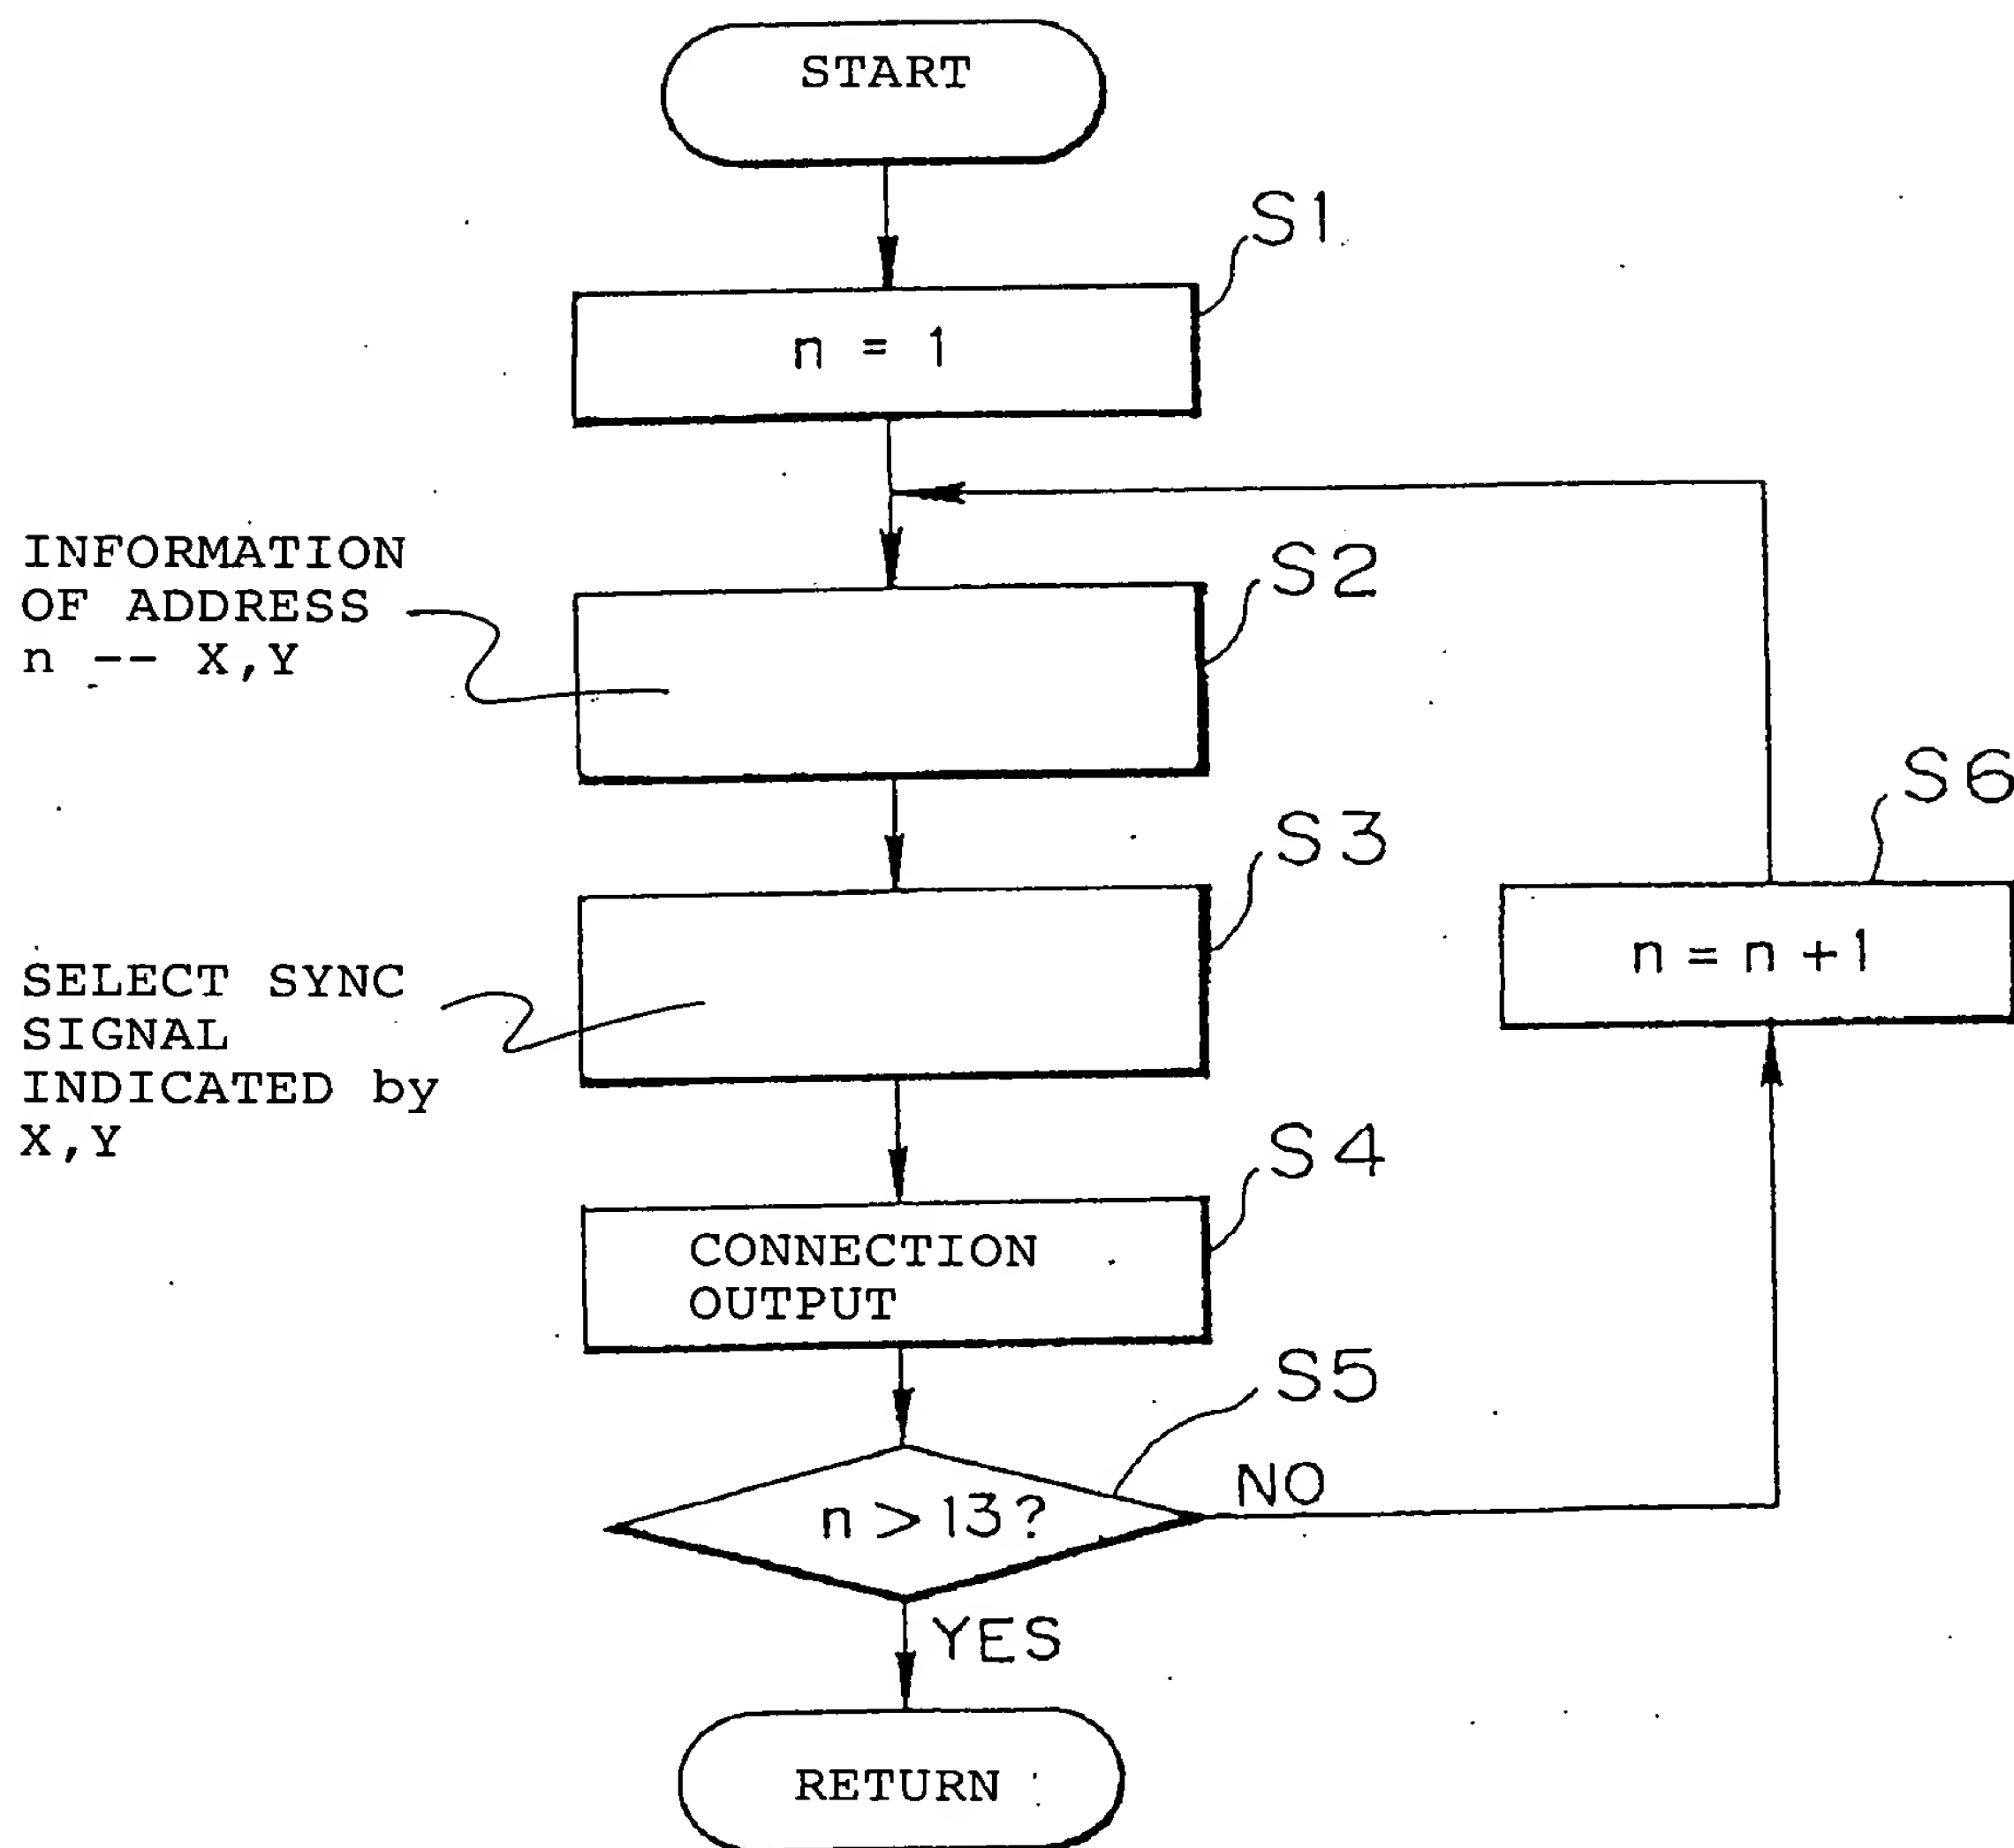 START
S1
n = 1
INFORMATION
OF ADDRESS
n -- X,Y
S2
S6
n = n + 1
S3
SELECT SYNC
SIGNAL
INDICATED by
X,Y
S4
CONNECTION
OUTPUT
S5
n > 13?
NO
YES
RETURN